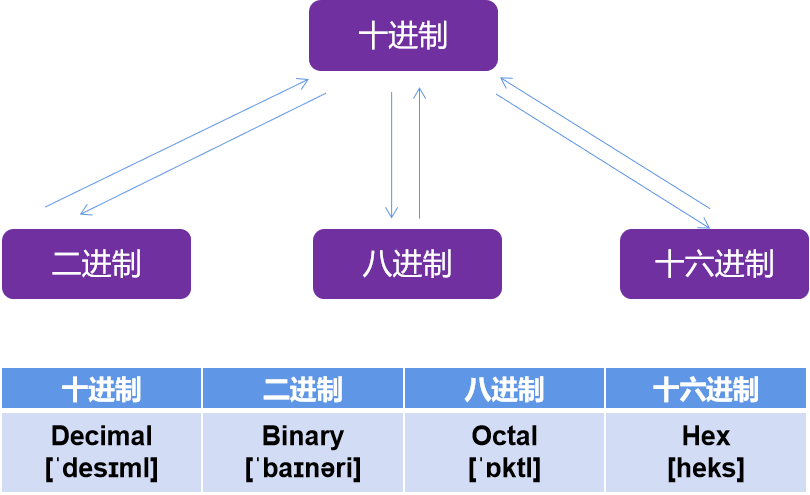 十进制
二进制
八进制
十六进制
十进制 二进制 八进制 十六进制
Decimal Binary Octal Hex
[ˈdesɪml] [ˈbaɪnəri] [ˈɒktl] [heks]